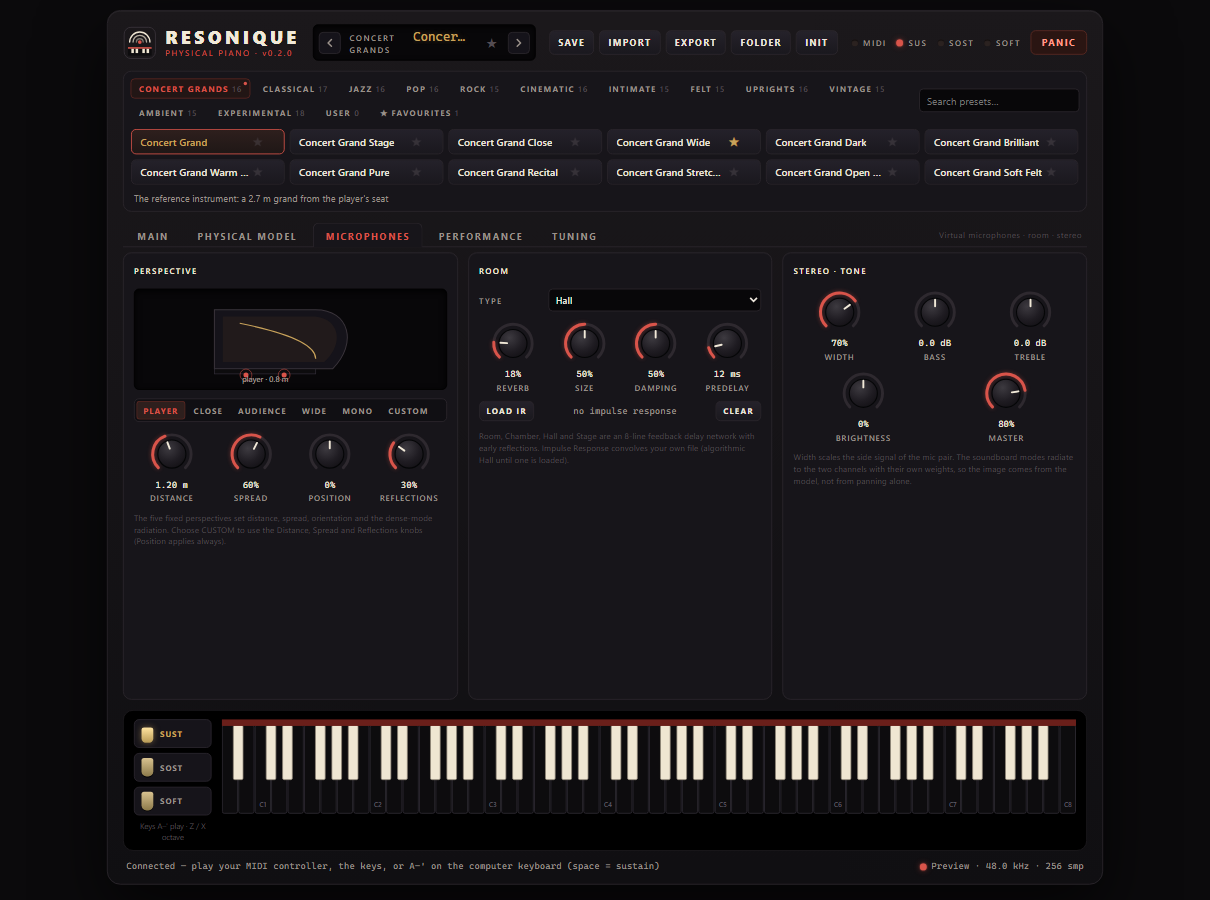 RESONIQUE
PHYSICAL PIANO · v0.2.0
CONCERT GRANDS
Concer… ★
SAVE IMPORT EXPORT FOLDER INIT
MIDI SUS SOST SOFT PANIC
CONCERT GRANDS 16 CLASSICAL 17 JAZZ 16 POP 16 ROCK 15 CINEMATIC 16 INTIMATE 15 FELT 15 UPRIGHTS 16 VINTAGE 15
AMBIENT 15 EXPERIMENTAL 18 USER 0 ★ FAVOURITES 1
Search presets...
Concert Grand ★ Concert Grand Stage ★ Concert Grand Close ★ Concert Grand Wide ★ Concert Grand Dark ★ Concert Grand Brilliant ★
Concert Grand Warm ... ★ Concert Grand Pure ★ Concert Grand Recital ★ Concert Grand Stretc... ★ Concert Grand Open ... ★ Concert Grand Soft Felt ★
The reference instrument: a 2.7 m grand from the player's seat
MAIN PHYSICAL MODEL MICROPHONES PERFORMANCE TUNING
Virtual microphones · room · stereo
PERSPECTIVE
player · 0.8 m
PLAYER CLOSE AUDIENCE WIDE MONO CUSTOM
1.20 m 60% 0% 30%
DISTANCE SPREAD POSITION REFLECTIONS
The five fixed perspectives set distance, spread, orientation and the dense-mode
radiation. Choose CUSTOM to use the Distance, Spread and Reflections knobs
(Position applies always).
ROOM
TYPE Hall
18% 50% 50% 12 ms
REVERB SIZE DAMPING PREDELAY
LOAD IR no impulse response CLEAR
Room, Chamber, Hall and Stage are an 8-line feedback delay network with
early reflections. Impulse Response convolves your own file (algorithmic
Hall until one is loaded).
STEREO · TONE
70% 0.0 dB 0.0 dB
WIDTH BASS TREBLE
0% 80%
BRIGHTNESS MASTER
Width scales the side signal of the mic pair. The soundboard modes radiate
to the two channels with their own weights, so the image comes from the
model, not from panning alone.
SUST
SOST
SOFT
Keys A–' play · Z / X
octave
C1 C2 C3 C4 C5 C6 C7 C8
Connected — play your MIDI controller, the keys, or A–' on the computer keyboard (space = sustain)
Preview · 48.0 kHz · 256 smp